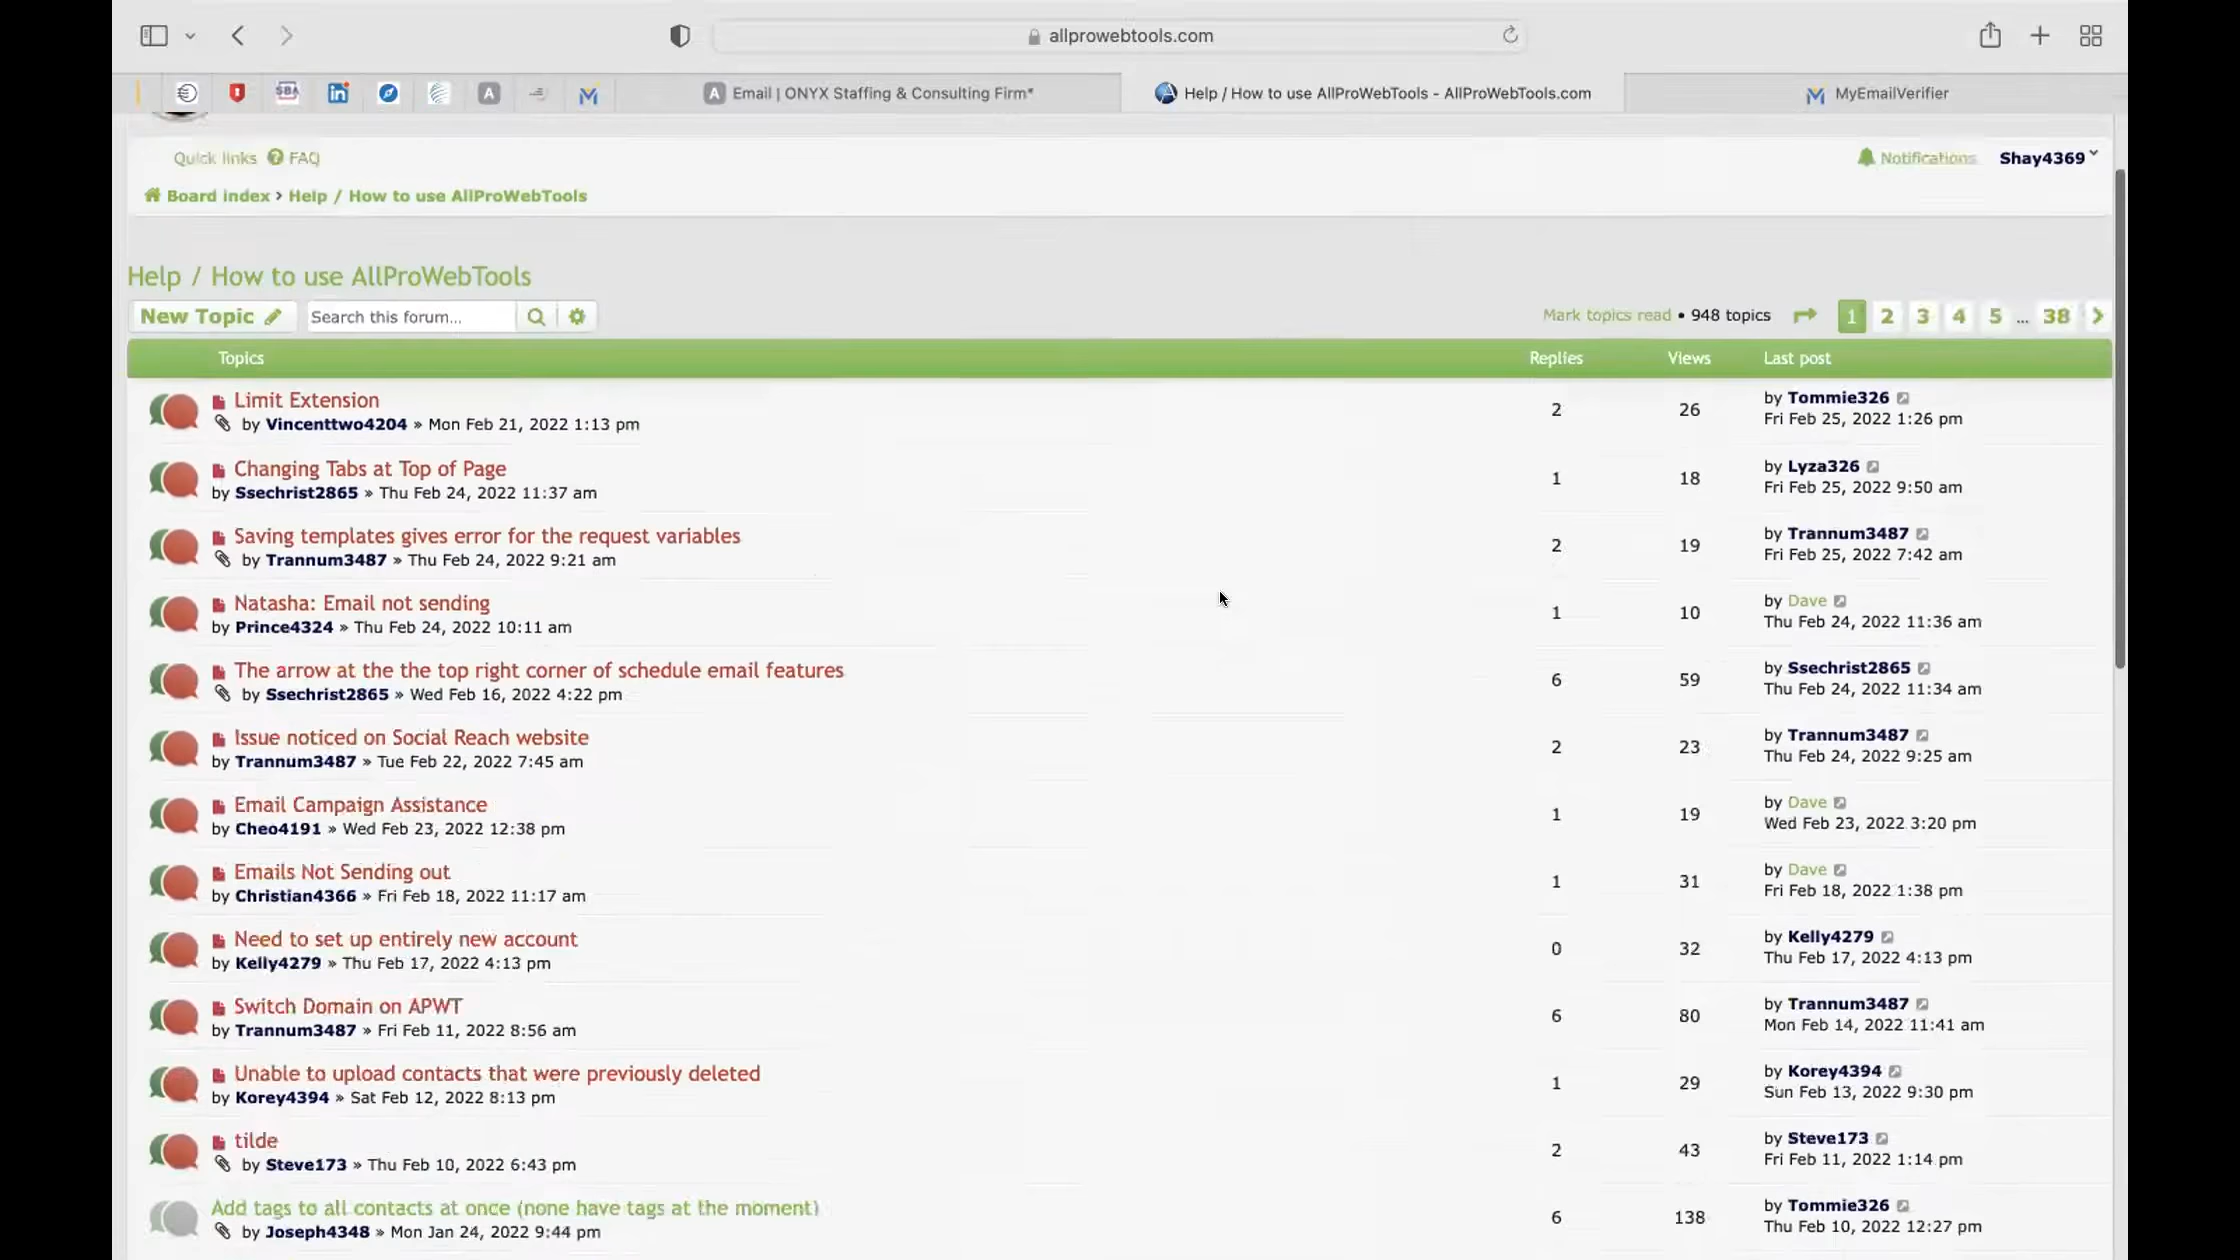 allprowebtools.com
SBA
Email | ONYX Staffing & Consulting Firm*
Help / How to use AllProWebTools - AllProWebTools.com
MyEmailVerifier
Quick links FAQ
Notifications Shay4369
Board index › Help / How to use AllProWebTools
Help / How to use AllProWebTools
New Topic Search this forum... Mark topics read • 948 topics 1 2 3 4 5 ... 38
Topics Replies Views Last post
Limit Extension
by Vincenttwo4204 » Mon Feb 21, 2022 1:13 pm
2 26
by Tommie326
Fri Feb 25, 2022 1:26 pm
Changing Tabs at Top of Page
by Ssechrist2865 » Thu Feb 24, 2022 11:37 am
1 18
by Lyza326
Fri Feb 25, 2022 9:50 am
Saving templates gives error for the request variables
by Trannum3487 » Thu Feb 24, 2022 9:21 am
2 19
by Trannum3487
Fri Feb 25, 2022 7:42 am
Natasha: Email not sending
by Prince4324 » Thu Feb 24, 2022 10:11 am
1 10
by Dave
Thu Feb 24, 2022 11:36 am
The arrow at the the top right corner of schedule email features
by Ssechrist2865 » Wed Feb 16, 2022 4:22 pm
6 59
by Ssechrist2865
Thu Feb 24, 2022 11:34 am
Issue noticed on Social Reach website
by Trannum3487 » Tue Feb 22, 2022 7:45 am
2 23
by Trannum3487
Thu Feb 24, 2022 9:25 am
Email Campaign Assistance
by Cheo4191 » Wed Feb 23, 2022 12:38 pm
1 19
by Dave
Wed Feb 23, 2022 3:20 pm
Emails Not Sending out
by Christian4366 » Fri Feb 18, 2022 11:17 am
1 31
by Dave
Fri Feb 18, 2022 1:38 pm
Need to set up entirely new account
by Kelly4279 » Thu Feb 17, 2022 4:13 pm
0 32
by Kelly4279
Thu Feb 17, 2022 4:13 pm
Switch Domain on APWT
by Trannum3487 » Fri Feb 11, 2022 8:56 am
6 80
by Trannum3487
Mon Feb 14, 2022 11:41 am
Unable to upload contacts that were previously deleted
by Korey4394 » Sat Feb 12, 2022 8:13 pm
1 29
by Korey4394
Sun Feb 13, 2022 9:30 pm
tilde
by Steve173 » Thu Feb 10, 2022 6:43 pm
2 43
by Steve173
Fri Feb 11, 2022 1:14 pm
Add tags to all contacts at once (none have tags at the moment)
by Joseph4348 » Mon Jan 24, 2022 9:44 pm
6 138
by Tommie326
Thu Feb 10, 2022 12:27 pm